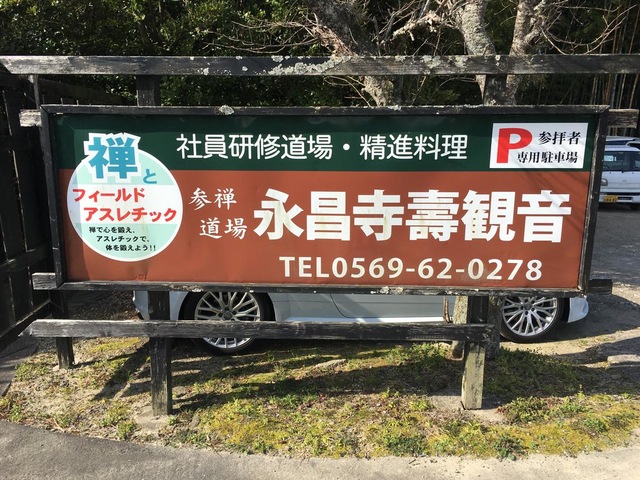 禅と
フィールド
アスレチック
禅で心を鍛え、
アスレチックで、
体を鍛えよう!!
社員研修道場・精進料理
P 参拝者
専用駐車場
参禅
道場
永昌寺壽観音
TEL0569-62-0278